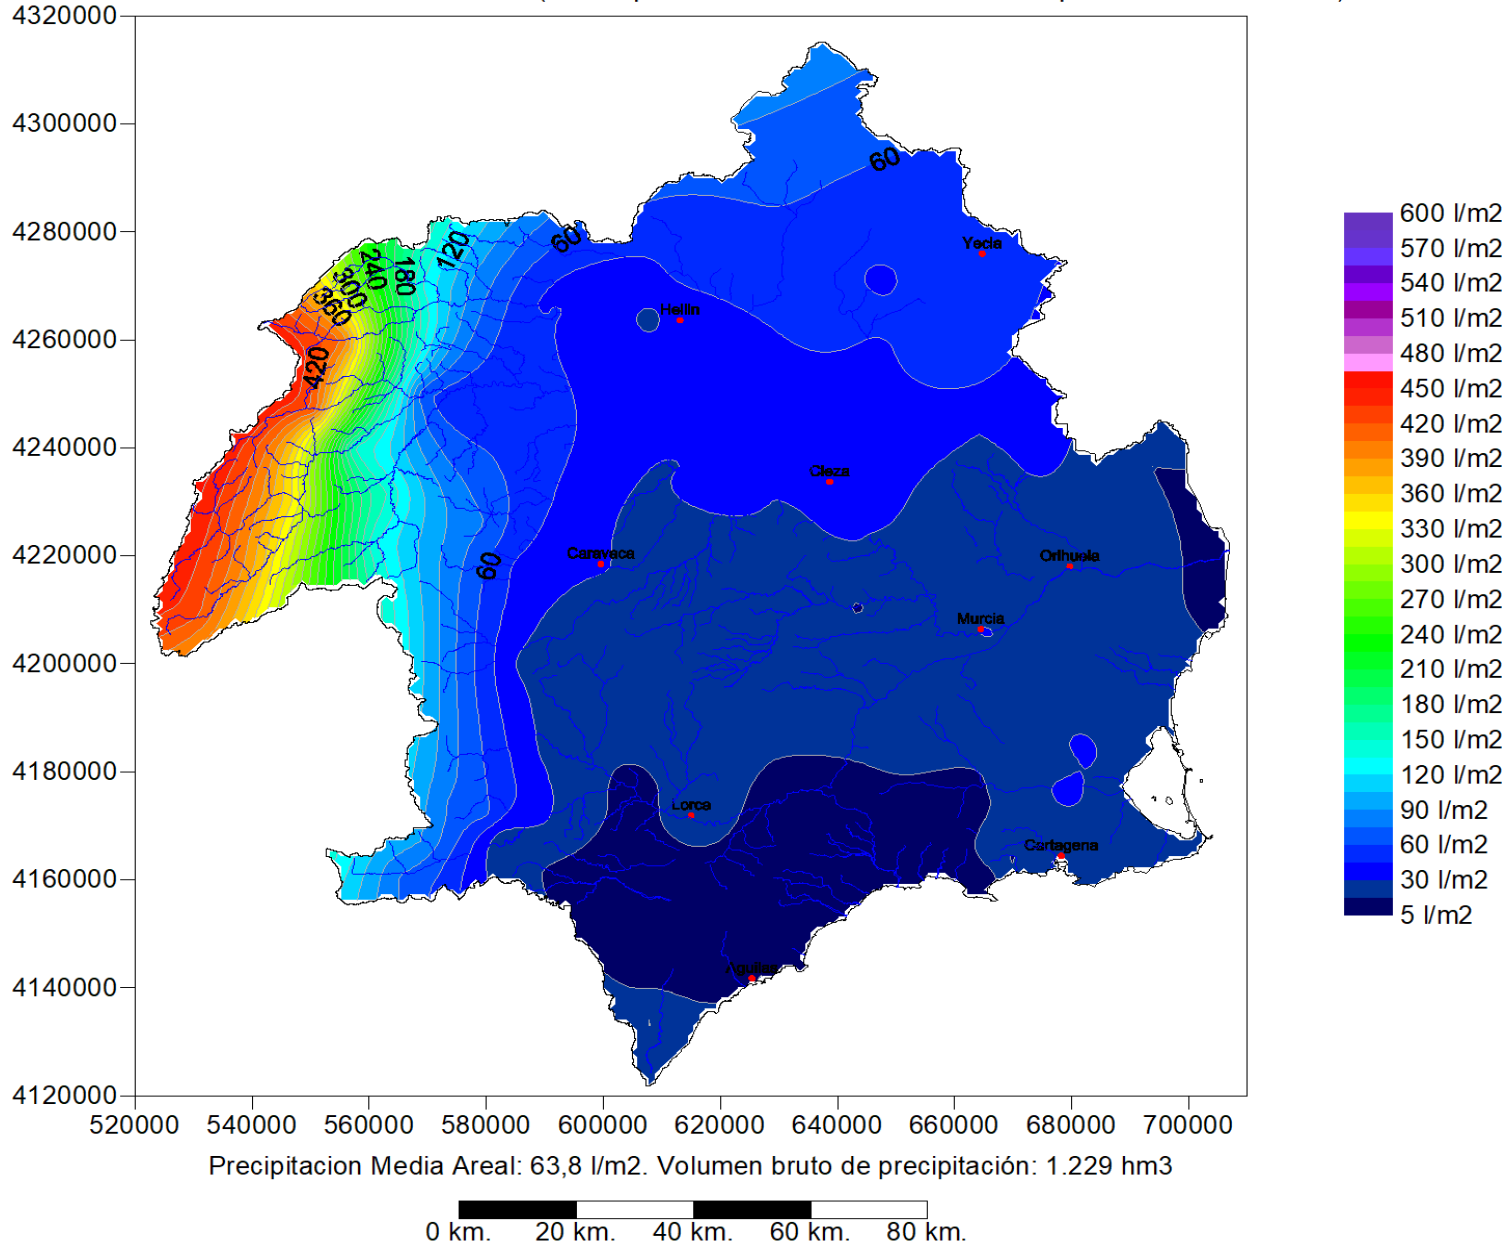 4320000
4300000
4280000
4260000
4240000
4220000
4200000
4180000
4160000
4140000
4120000
520000 540000 560000 580000 600000 620000 640000 660000 680000 700000
60
60
120
180
240
300
360
420
60
Yecla
Hellin
Cieza
Caravaca
Orihuela
Murcia
Lorca
Cartagena
Aguilas
600 l/m2
570 l/m2
540 l/m2
510 l/m2
480 l/m2
450 l/m2
420 l/m2
390 l/m2
360 l/m2
330 l/m2
300 l/m2
270 l/m2
240 l/m2
210 l/m2
180 l/m2
150 l/m2
120 l/m2
90 l/m2
60 l/m2
30 l/m2
5 l/m2
Precipitacion Media Areal: 63,8 l/m2. Volumen bruto de precipitación: 1.229 hm3
0 km. 20 km. 40 km. 60 km. 80 km.